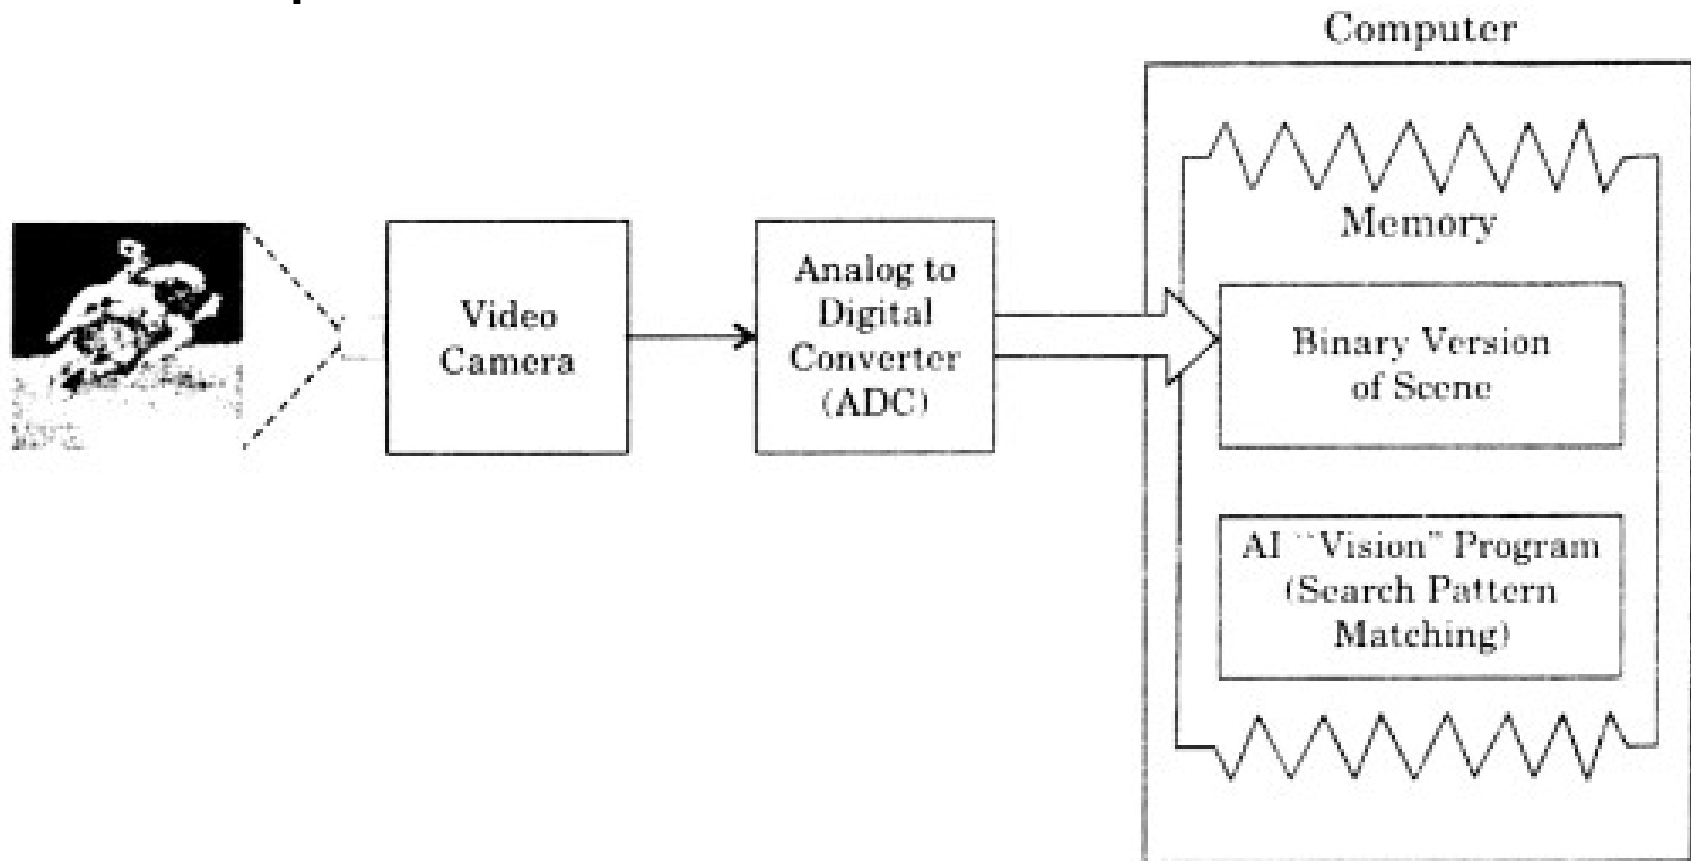 Computer
Memory
Video
Camera
Analog to
Digital
Converter
(ADC)
Binary Version
of Scene
AI "Vision" Program
(Search Pattern
Matching)